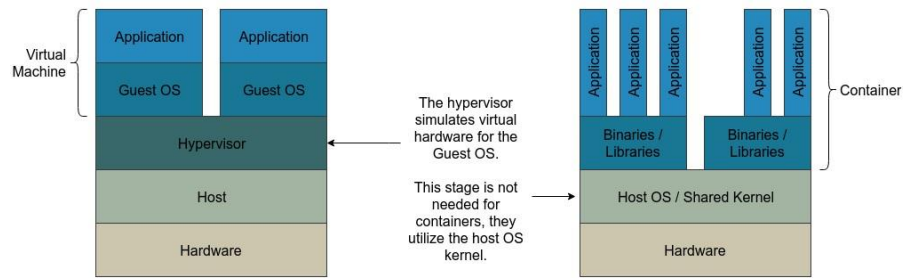 Virtual
Machine
Application
Application
Guest OS
Guest OS
Hypervisor
Host
Hardware
The hypervisor
simulates virtual
hardware for the
Guest OS.
This stage is not
needed for
containers, they
utilize the host OS
kernel.
Application
Application
Application
Application
Application
Binaries /
Libraries
Binaries /
Libraries
Host OS / Shared Kernel
Hardware
Container